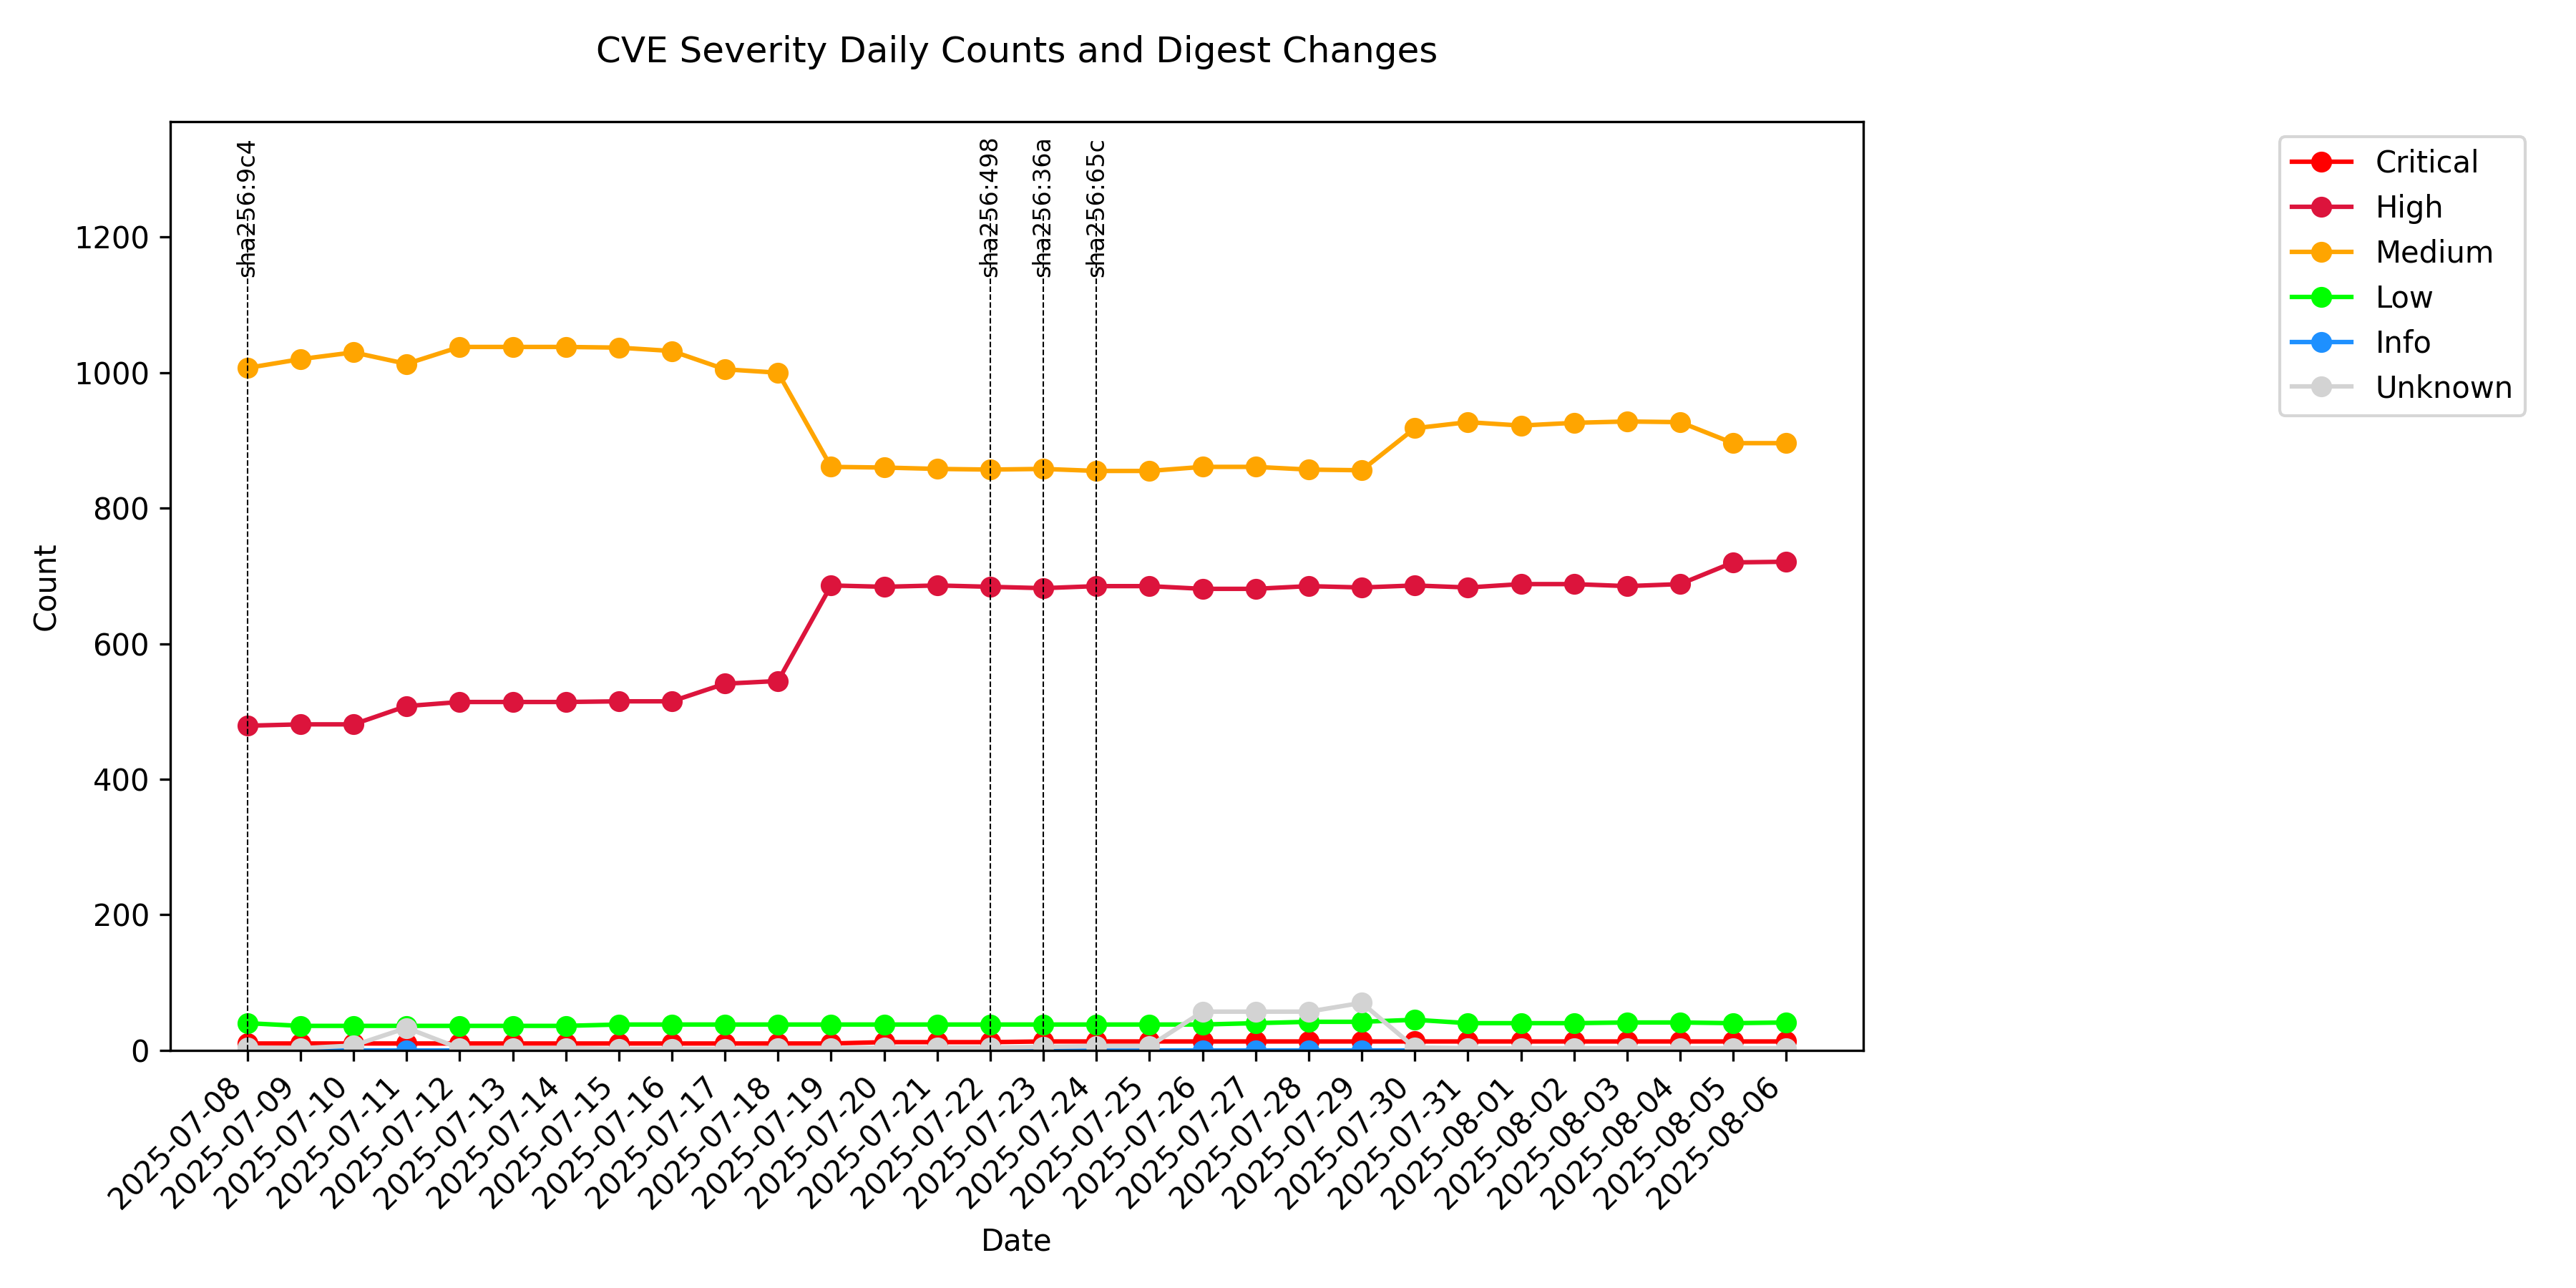 CVE Severity Daily Counts and Digest Changes
sha256:9c4
sha256:498
sha256:36a
sha256:65c
Critical
High
Medium
Low
Info
Unknown
Count
1200
1000
800
600
400
200
0
2025-07-08
2025-07-09
2025-07-10
2025-07-11
2025-07-12
2025-07-13
2025-07-14
2025-07-15
2025-07-16
2025-07-17
2025-07-18
2025-07-19
2025-07-20
2025-07-21
2025-07-22
2025-07-23
2025-07-24
2025-07-25
2025-07-26
2025-07-27
2025-07-28
2025-07-29
2025-07-30
2025-07-31
2025-08-01
2025-08-02
2025-08-03
2025-08-04
2025-08-05
2025-08-06
Date